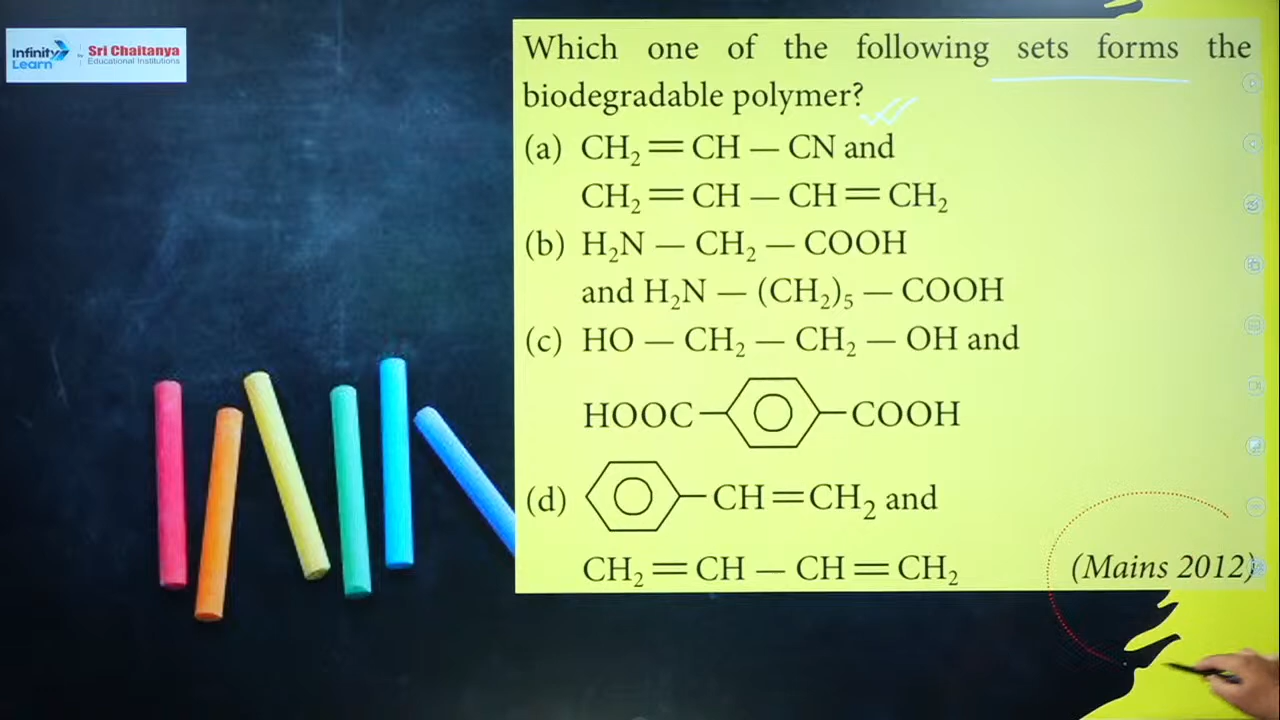 Infinity Learn by Sri Chaitanya Educational Institutions
Which one of the following sets forms the
biodegradable polymer?
(a) CH₂=CH — CN and
CH₂=CH — CH=CH₂
(b) H₂N — CH₂ — COOH
and H₂N — (CH₂)₅ — COOH
(c) HO — CH₂ — CH₂ — OH and
HOOC— —COOH
(d) —CH=CH₂ and
CH₂=CH — CH=CH₂ (Mains 2012)